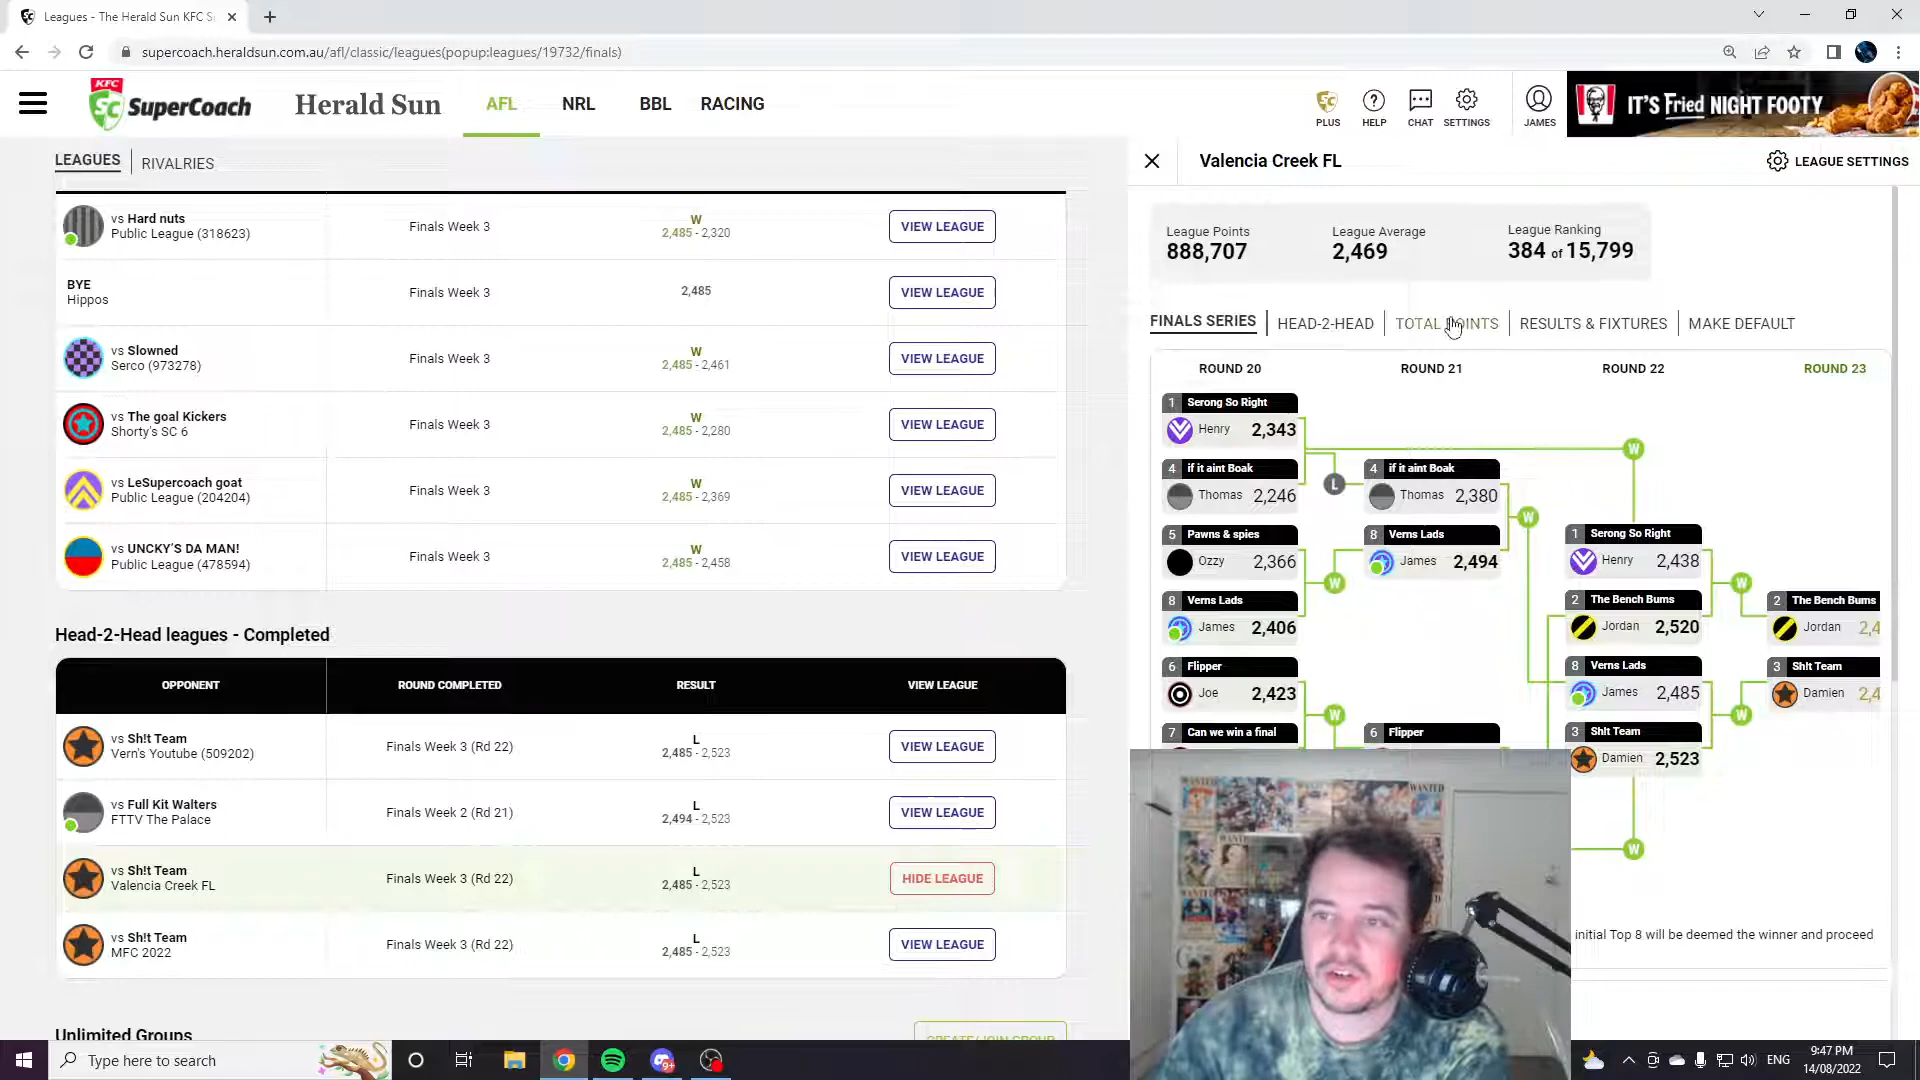 Leagues - The Herald Sun KFC S
supercoach.heraldsun.com.au/afl/classic/leagues(popup:leagues/19732/finals)
KFC
SC SUPERCOACH
Herald Sun
AFL
NRL
BBL
RACING
PLUS
HELP
CHAT
SETTINGS
JAMES
IT'S Fried NIGHT FOOTY
LEAGUES
RIVALRIES
vs Hard nuts
Public League (318623)
Finals Week 3
W
2,485 - 2,320
VIEW LEAGUE
BYE
Hippos
Finals Week 3
2,485
VIEW LEAGUE
vs Slowned
Serco (973278)
Finals Week 3
W
2,485 - 2,461
VIEW LEAGUE
vs The goal Kickers
Shorty's SC 6
Finals Week 3
W
2,485 - 2,280
VIEW LEAGUE
vs LeSupercoach goat
Public League (204204)
Finals Week 3
W
2,485 - 2,369
VIEW LEAGUE
vs UNCKY'S DA MAN!
Public League (478594)
Finals Week 3
W
2,485 - 2,458
VIEW LEAGUE
Head-2-Head leagues - Completed
OPPONENT
ROUND COMPLETED
RESULT
VIEW LEAGUE
vs Sh!t Team
Vern's Youtube (509202)
Finals Week 3 (Rd 22)
L
2,485 - 2,523
VIEW LEAGUE
vs Full Kit Walters
FTTV The Palace
Finals Week 2 (Rd 21)
L
2,494 - 2,523
VIEW LEAGUE
vs Sh!t Team
Valencia Creek FL
Finals Week 3 (Rd 22)
L
2,485 - 2,523
HIDE LEAGUE
vs Sh!t Team
MFC 2022
Finals Week 3 (Rd 22)
L
2,485 - 2,523
VIEW LEAGUE
Unlimited Groups
CREATE/JOIN GROUP
Valencia Creek FL
LEAGUE SETTINGS
League Points
888,707
League Average
2,469
League Ranking
384 of 15,799
FINALS SERIES
HEAD-2-HEAD
TOTAL POINTS
RESULTS & FIXTURES
MAKE DEFAULT
ROUND 20
ROUND 21
ROUND 22
ROUND 23
1 Serong So Right
Henry 2,343
4 if it aint Boak
Thomas 2,246
5 Pawns & spies
Ozzy 2,366
8 Verns Lads
James 2,406
6 Flipper
Joe 2,423
7 Can we win a final
L
W
W
4 if it aint Boak
Thomas 2,380
8 Verns Lads
James 2,494
6 Flipper
W
W
1 Serong So Right
Henry 2,438
2 The Bench Bums
Jordan 2,520
8 Verns Lads
James 2,485
3 Sh!t Team
Damien 2,523
W
W
W
2 The Bench Bums
Jordan 2,4
3 Sh!t Team
Damien 2,4
initial Top 8 will be deemed the winner and proceed
WANTED
Type here to search
9+
ENG
9:47 PM
14/08/2022